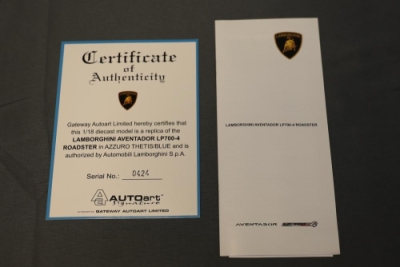 Certificate
of
Authenticity
Gateway Autoart Limited hereby certifies that
this 1/18 diecast model is a replica of the
LAMBORGHINI AVENTADOR LP700-4
ROADSTER in AZZURO THETIS/BLUE and is
authorized by Automobili Lamborghini S.p.A.
Serial No.: 0424
AUTOart
Signature
GATEWAY AUTOART LIMITED
LAMBORGHINI AVENTADOR LP700-4 ROADSTER
AVENTADOR